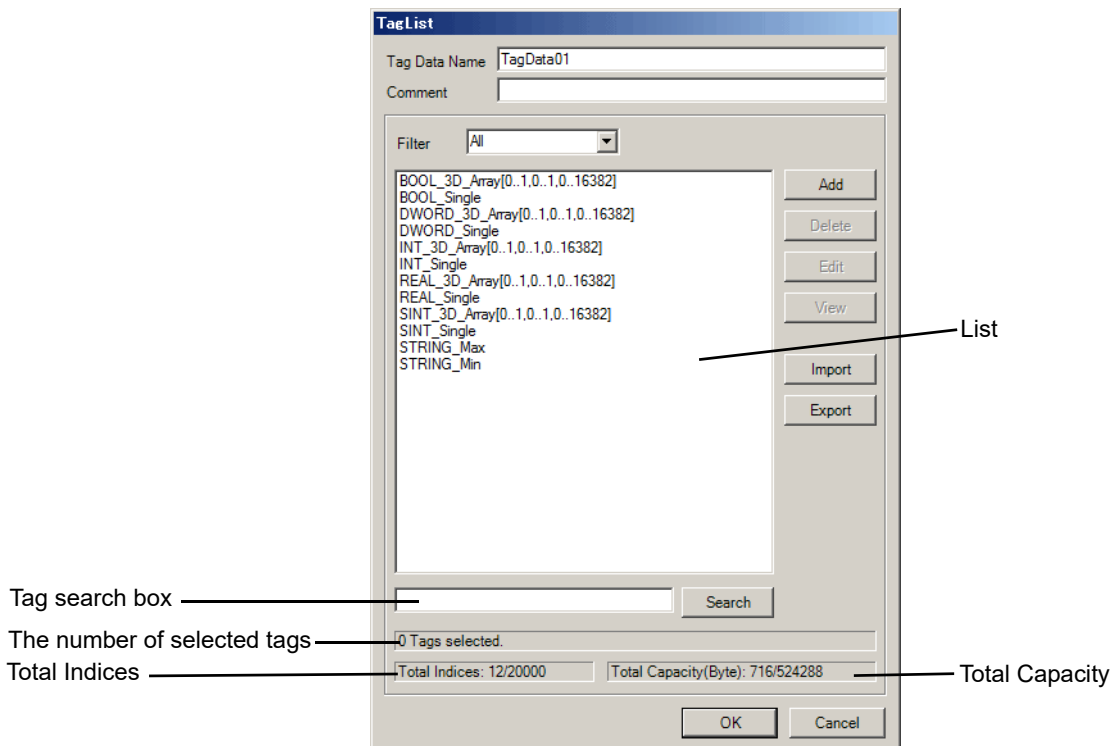 TagList
Tag Data Name TagData01
Comment
Filter All
BOOL_3D_Array[0..1,0..1,0..16382]
BOOL_Single
DWORD_3D_Array[0..1,0..1,0..16382]
DWORD_Single
INT_3D_Array[0..1,0..1,0..16382]
INT_Single
REAL_3D_Array[0..1,0..1,0..16382]
REAL_Single
SINT_3D_Array[0..1,0..1,0..16382]
SINT_Single
STRING_Max
STRING_Min
Add
Delete
Edit
View
List
Import
Export
Tag search box
Search
The number of selected tags
0 Tags selected.
Total Indices
Total Indices: 12/20000
Total Capacity(Byte): 716/524288
Total Capacity
OK
Cancel